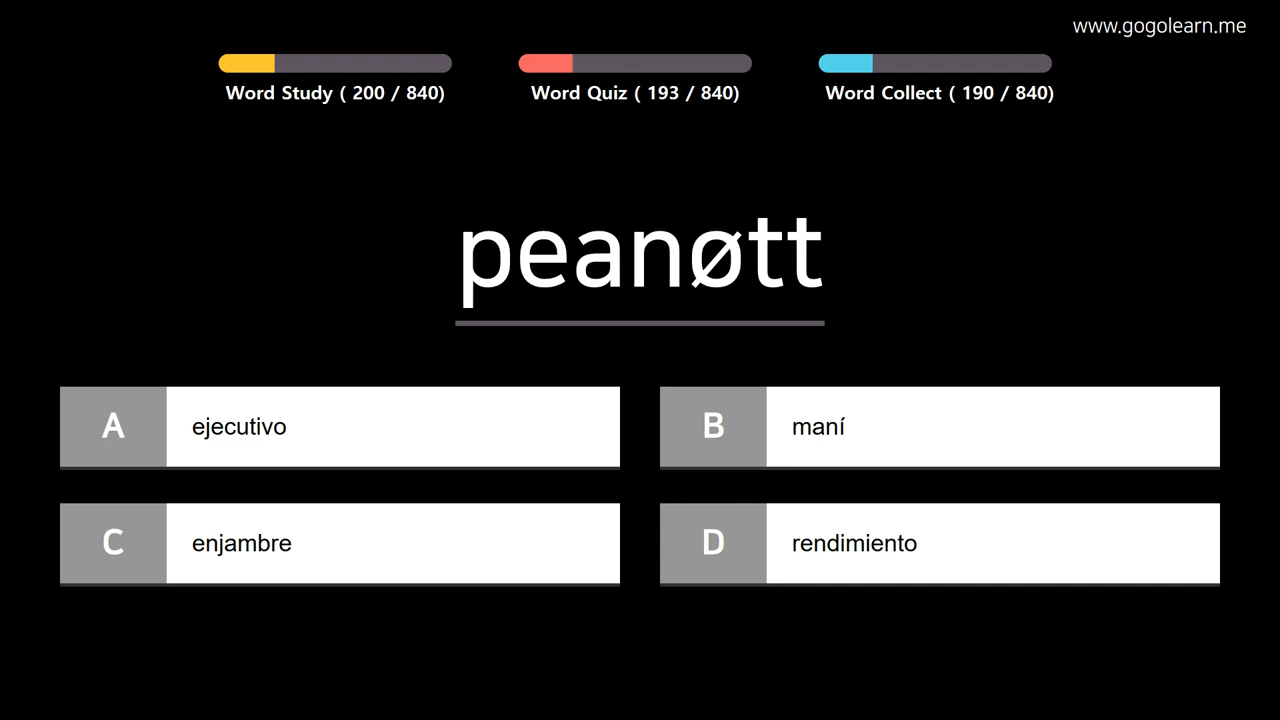 www.gogolearn.me
Word Study ( 200 / 840)
Word Quiz ( 193 / 840)
Word Collect ( 190 / 840)
peanøtt
A ejecutivo
B maní
C enjambre
D rendimiento